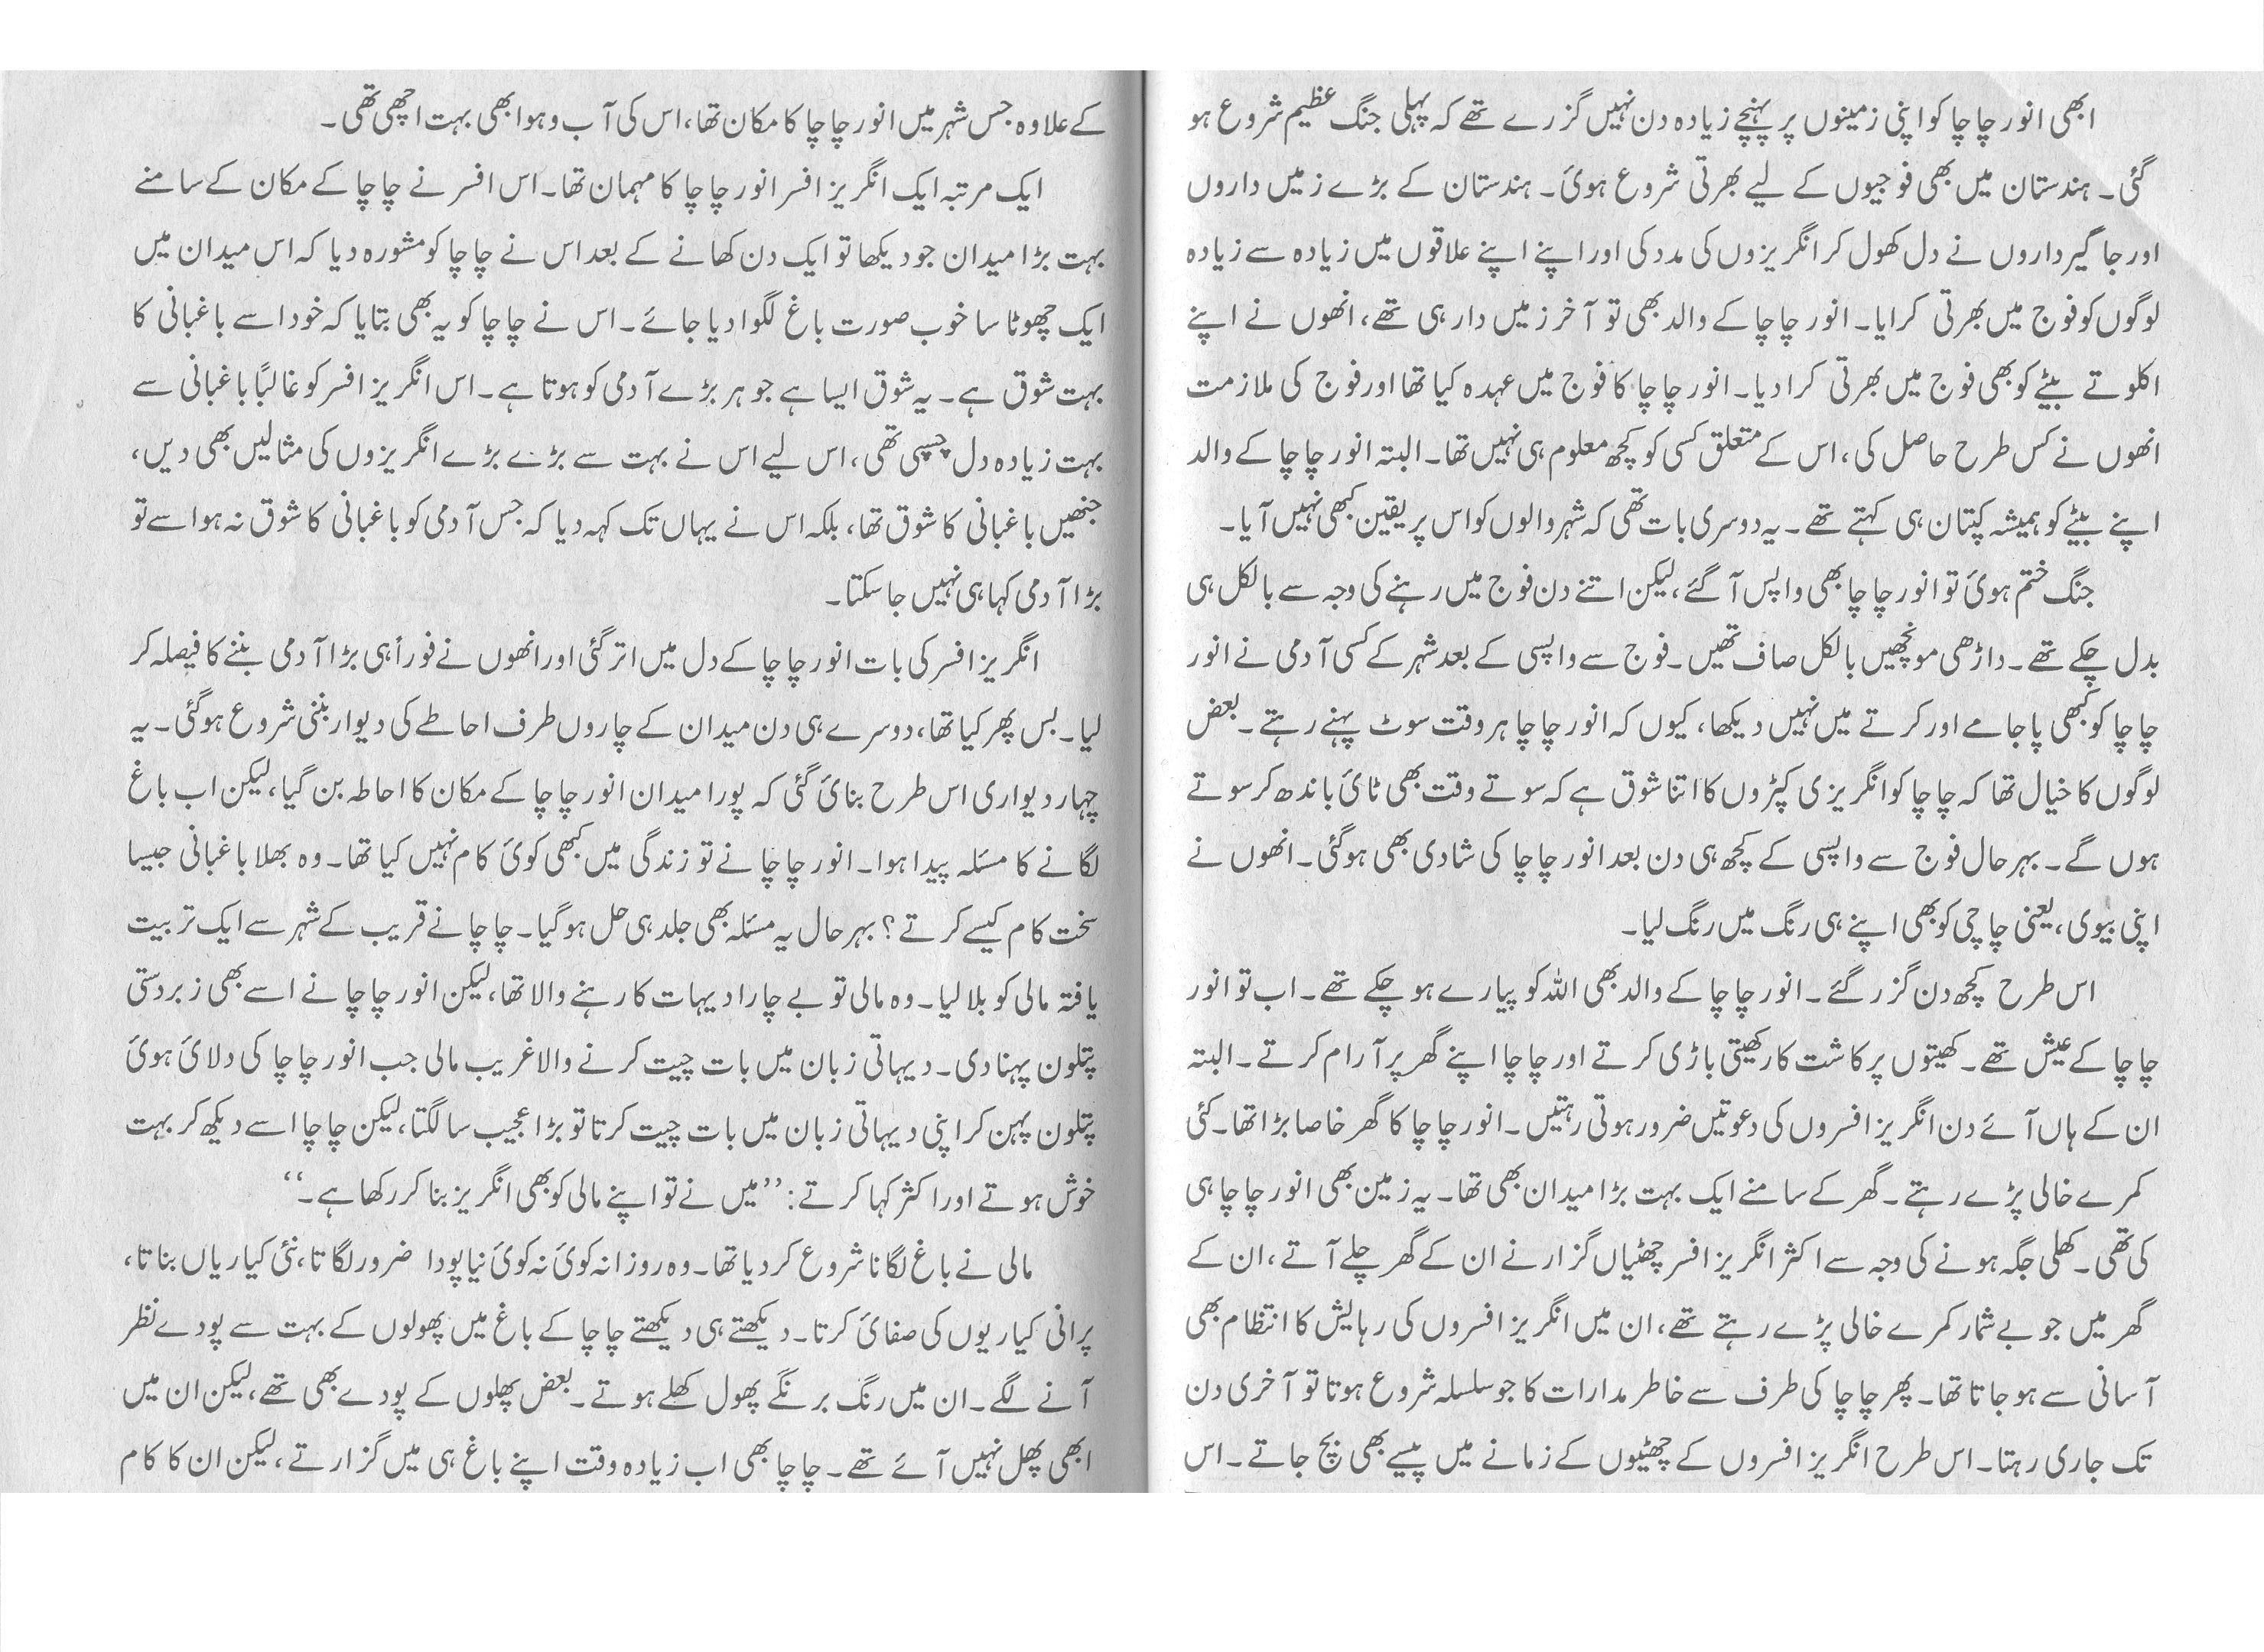 ابھی انور چاچا کو اپنی زمینوں پر پہنچے زیادہ دن نہیں گزرے تھے کہ پہلی جنگ عظیم شروع ہو
گئی۔ ہندستان میں بھی فوجیوں کے لیے بھرتی شروع ہوئ۔ ہندستان کے بڑے زمیں داروں
اور جاگیرداروں نے دل کھول کر انگریزوں کی مدد کی اور اپنے اپنے علاقوں میں زیادہ سے زیادہ
لوگوں کو فوج میں بھرتی کرایا۔ انور چاچا کے والد بھی تو آخر زمیں دار ہی تھے، انھوں نے اپنے
اکلوتے بیٹے کو بھی فوج میں بھرتی کرا دیا۔ انور چاچا کا فوج میں عہدہ کیا تھا اور فوج کی ملازمت
انھوں نے کس طرح حاصل کی، اس کے متعلق کسی کو کچھ معلوم ہی نہیں تھا۔ البتہ انور چاچا کے والد
اپنے بیٹے کو ہمیشہ کپتان ہی کہتے تھے۔ یہ دوسری بات تھی کہ شہر والوں کو اس پر یقین کبھی نہیں آیا۔
جنگ ختم ہوئ تو انور چاچا بھی واپس آ گئے، لیکن اتنے دن فوج میں رہنے کی وجہ سے بالکل ہی
بدل چکے تھے۔ داڑھی مونچھیں بالکل صاف تھیں۔ فوج سے واپسی کے بعد شہر کے کسی آدمی نے انور
چاچا کو کبھی پاجامے اور کرتے میں نہیں دیکھا، کیوں کہ انور چاچا ہر وقت سوٹ پہنے رہتے۔ بعض
لوگوں کا خیال تھا کہ چاچا کو انگریزی کپڑوں کا اتنا شوق ہے کہ سوتے وقت بھی ٹائ باندھ کر سوتے
ہوں گے۔ بہرحال فوج سے واپسی کے کچھ ہی دن بعد انور چاچا کی شادی بھی ہو گئی۔ انھوں نے
اپنی بیوی، یعنی چاچی کو بھی اپنے ہی رنگ میں رنگ لیا۔
اس طرح کچھ دن گزر گئے۔ انور چاچا کے والد بھی اللہ کو پیارے ہو چکے تھے۔ اب تو انور
چاچا کے عیش تھے۔ کھیتوں پر کاشت کار کھیتی باڑی کرتے اور چاچا اپنے گھر پر آرام کرتے۔ البتہ
ان کے ہاں آئے دن انگریز افسروں کی دعوتیں ضرور ہوتی رہتیں۔ انور چاچا کا گھر خاصا بڑا تھا۔ کئی
کمرے خالی پڑے رہتے۔ گھر کے سامنے ایک بہت بڑا میدان بھی تھا۔ یہ زمین بھی انور چاچا ہی
کی تھی۔ کھلی جگہ ہونے کی وجہ سے اکثر انگریز افسر چھٹیاں گزارنے ان کے گھر چلے آتے، ان کے
گھر میں جو بے شمار کمرے خالی پڑے رہتے تھے، ان میں انگریز افسروں کی رہایش کا انتظام بھی
آسانی سے ہو جاتا تھا۔ پھر چاچا کی طرف سے خاطر مدارات کا جو سلسلہ شروع ہوتا تو آخری دن
تک جاری رہتا۔ اس طرح انگریز افسروں کے چھٹیوں کے زمانے میں پیسے بھی بچ جاتے۔ اس
کے علاوہ جس شہر میں انور چاچا کا مکان تھا، اس کی آب و ہوا بھی بہت اچھی تھی۔
ایک مرتبہ ایک انگریز افسر انور چاچا کا مہمان تھا۔ اس افسر نے چاچا کے مکان کے سامنے
بہت بڑا میدان جو دیکھا تو ایک دن کھانے کے بعد اس نے چاچا کو مشورہ دیا کہ اس میدان میں
ایک چھوٹا سا خوب صورت باغ لگوا دیا جائے۔ اس نے چاچا کو یہ بھی بتایا کہ خود اسے باغبانی کا
بہت شوق ہے۔ یہ شوق ایسا ہے جو ہر بڑے آدمی کو ہوتا ہے۔ اس انگریز افسر کو غالبًا باغبانی سے
بہت زیادہ دل چسپی تھی، اس لیے اس نے بہت سے بڑے بڑے انگریزوں کی مثالیں بھی دیں،
جنھیں باغبانی کا شوق تھا، بلکہ اس نے یہاں تک کہہ دیا کہ جس آدمی کو باغبانی کا شوق نہ ہو اسے تو
بڑا آدمی کہا ہی نہیں جا سکتا۔
انگریز افسر کی بات انور چاچا کے دل میں اتر گئی اور انھوں نے فوراً ہی بڑا آدمی بننے کا فیصلہ کر
لیا۔ بس پھر کیا تھا، دوسرے ہی دن میدان کے چاروں طرف احاطے کی دیوار بننی شروع ہو گئی۔ یہ
چہار دیواری اس طرح بنائ گئی کہ پورا میدان انور چاچا کے مکان کا احاطہ بن گیا، لیکن اب باغ
لگانے کا مسئلہ پیدا ہوا۔ انور چاچا نے تو زندگی میں کبھی کوئ کام نہیں کیا تھا۔ وہ بھلا باغبانی جیسا
سخت کام کیسے کرتے؟ بہرحال یہ مسئلہ بھی جلد ہی حل ہو گیا۔ چاچا نے قریب کے شہر سے ایک تربیت
یافتہ مالی کو بلا لیا۔ وہ مالی تو بے چارا دیہات کا رہنے والا تھا، لیکن انور چاچا نے اسے بھی زبردستی
پتلون پہنا دی۔ دیہاتی زبان میں بات چیت کرنے والا غریب مالی جب انور چاچا کی دلائ ہوئ
پتلون پہن کر اپنی دیہاتی زبان میں بات چیت کرتا تو بڑا عجیب سا لگتا، لیکن چاچا اسے دیکھ کر بہت
خوش ہوتے اور اکثر کہا کرتے: ’’میں نے تو اپنے مالی کو بھی انگریز بنا کر رکھا ہے۔‘‘
مالی نے باغ لگانا شروع کر دیا تھا۔ وہ روزانہ کوئ نہ کوئ نیا پودا ضرور لگاتا، نئی کیاریاں بناتا،
پرانی کیاریوں کی صفائ کرتا۔ دیکھتے ہی دیکھتے چاچا کے باغ میں پھولوں کے بہت سے پودے نظر
آنے لگے۔ ان میں رنگ برنگے پھول کھلے ہوتے۔ بعض پھلوں کے پودے بھی تھے، لیکن ان میں
ابھی پھل نہیں آئے تھے۔ چاچا بھی اب زیادہ وقت اپنے باغ ہی میں گزارتے، لیکن ان کا کام